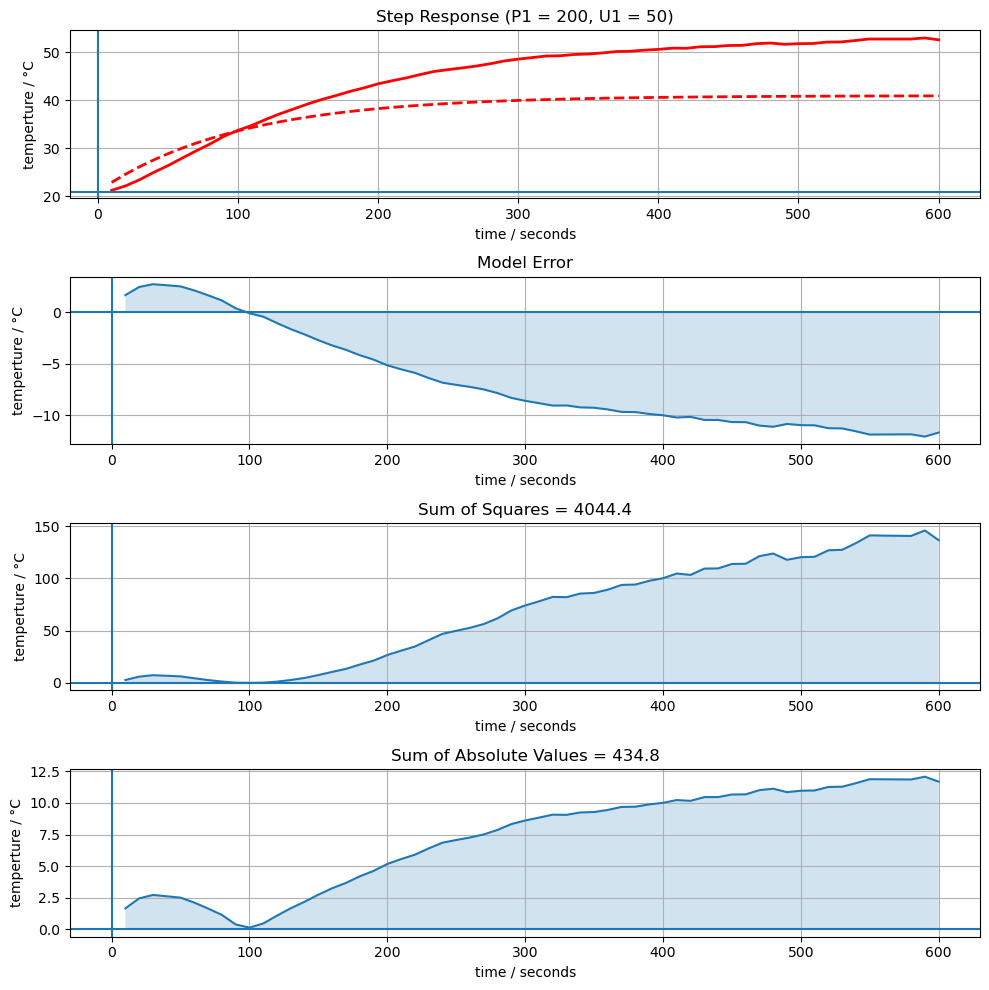 Step Response (P1 = 200, U1 = 50)
temperture / °C
50
40
30
20
0 100 200 300 400 500 600
time / seconds
Model Error
temperture / °C
0
−5
−10
0 100 200 300 400 500 600
time / seconds
Sum of Squares = 4044.4
temperture / °C
150
100
50
0
0 100 200 300 400 500 600
time / seconds
Sum of Absolute Values = 434.8
temperture / °C
12.5
10.0
7.5
5.0
2.5
0.0
0 100 200 300 400 500 600
time / seconds